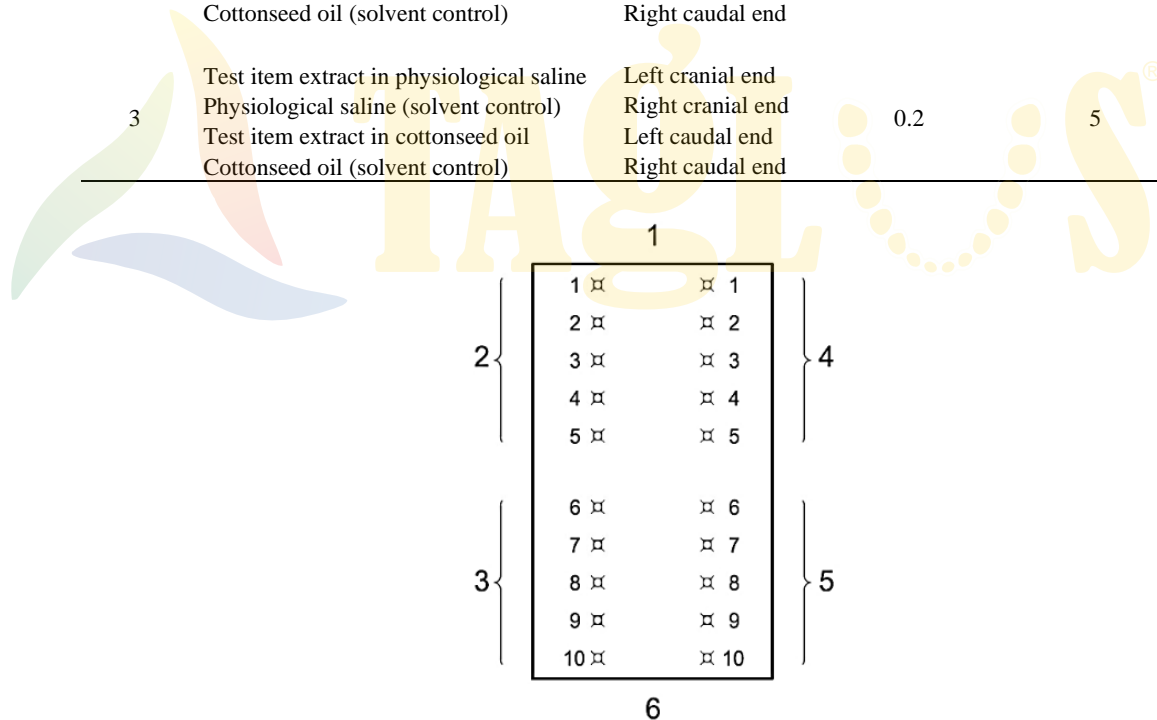 Cottonseed oil (solvent control) Right caudal end
Test item extract in physiological saline Left cranial end
Physiological saline (solvent control) Right cranial end
3 0.2 5
Test item extract in cottonseed oil Left caudal end
Cottonseed oil (solvent control) Right caudal end
TAgLUS®
1
1 ¤ ¤ 1
2 ¤ ¤ 2
2 3 ¤ ¤ 3 4
4 ¤ ¤ 4
5 ¤ ¤ 5
6 ¤ ¤ 6
7 ¤ ¤ 7
3 8 ¤ ¤ 8 5
9 ¤ ¤ 9
10 ¤ ¤ 10
6